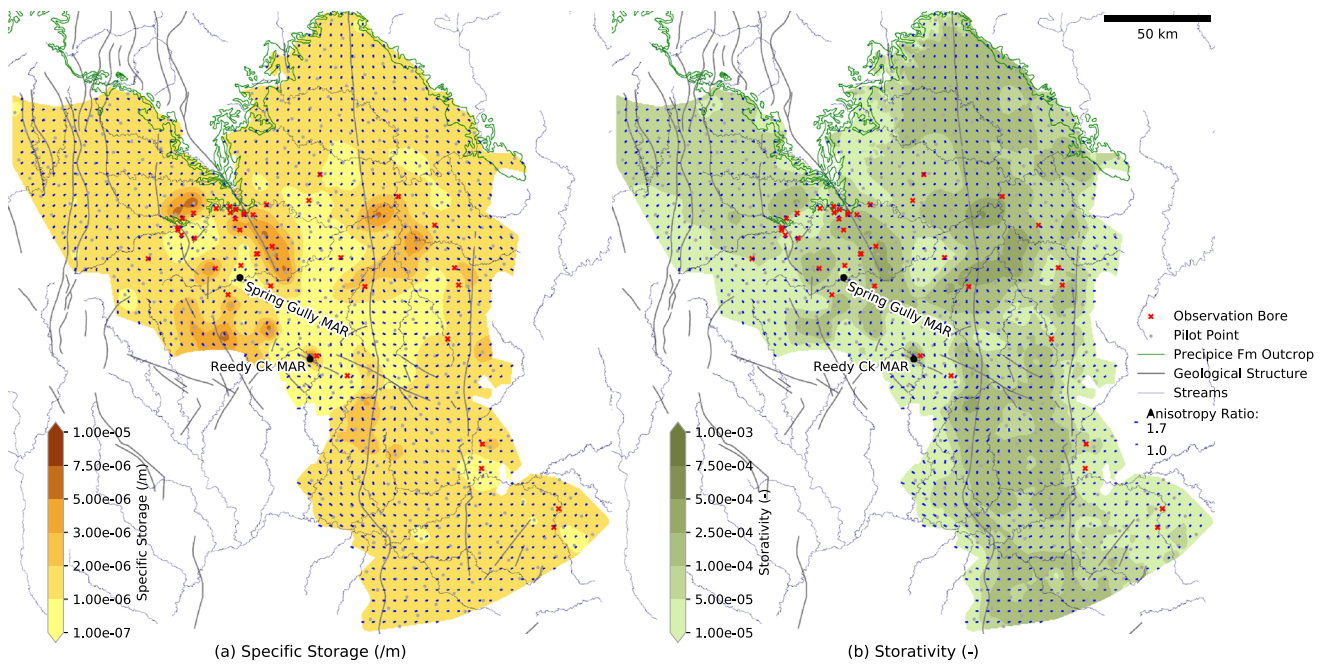 50 km
Spring Gully MAR
Reedy Ck MAR
Spring Gully MAR
Reedy Ck MAR
Observation Bore
Pilot Point
Precipice Fm Outcrop
Geological Structure
Streams
Anisotropy Ratio:
1.7
1.0
1.00e-05
7.50e-06
5.00e-06
3.00e-06
2.00e-06
1.00e-06
1.00e-07
Specific Storage (/m)
1.00e-03
7.50e-04
5.00e-04
2.50e-04
1.00e-04
5.00e-05
1.00e-05
Storativity (-)
(a) Specific Storage (/m)
(b) Storativity (-)